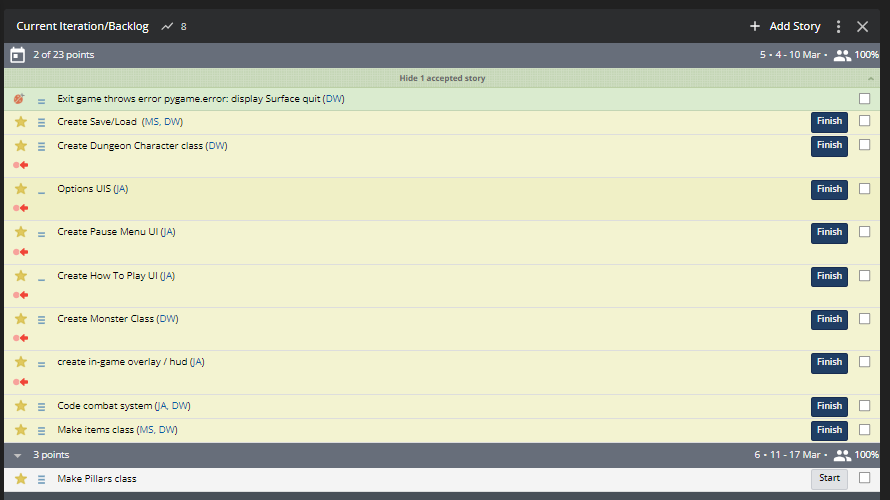 Current Iteration/Backlog 8 + Add Story
2 of 23 points 5 • 4 - 10 Mar • 100%
Hide 1 accepted story
Exit game throws error pygame.error: display Surface quit (DW)
Create Save/Load (MS, DW) Finish
Create Dungeon Character class (DW) Finish
Options UIS (JA) Finish
Create Pause Menu UI (JA) Finish
Create How To Play UI (JA) Finish
Create Monster Class (DW) Finish
create in-game overlay / hud (JA) Finish
Code combat system (JA, DW) Finish
Make items class (MS, DW) Finish
3 points 6 • 11 - 17 Mar • 100%
Make Pillars class Start